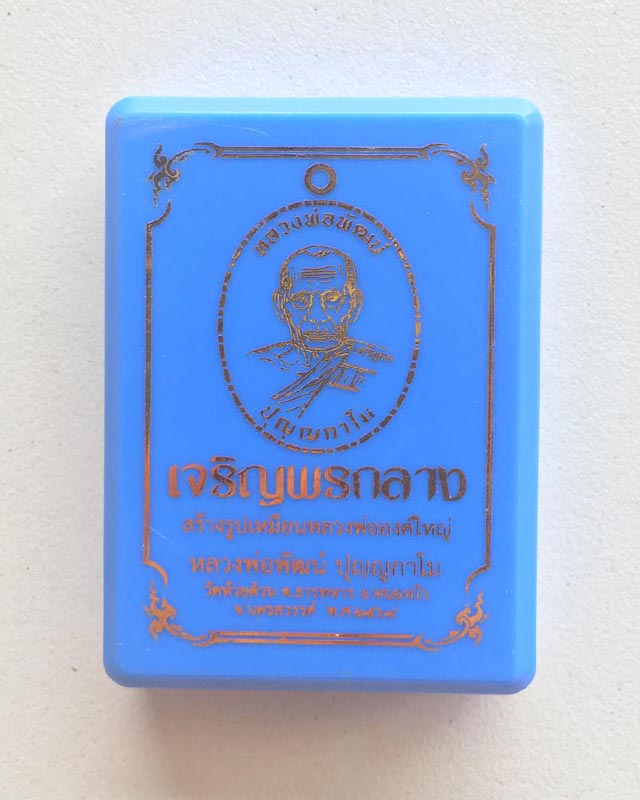 หลวงพ่อพัฒน์
ปุญฺญกาโม
เจริญพรกลาง
สร้างรูปเหมือนหลวงพ่อองค์ใหญ่
หลวงพ่อพัฒน์ ปุญฺญกาโม
วัดห้วยด้วน ต.ธารทหาร อ.หนองบัว
จ.นครสวรรค์ พ.ศ.๒๕๖๔